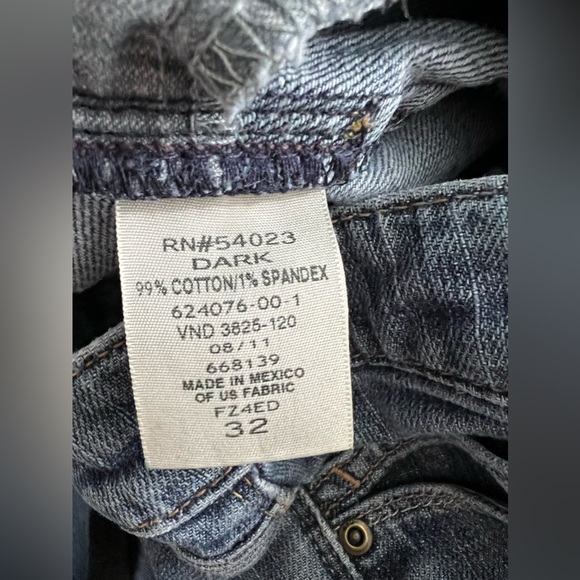 RN#54023
DARK
99% COTTON/1% SPANDEX
624076-00-1
VND 3825-120
08/11
668139
MADE IN MEXICO
OF US FABRIC
FZ4ED
32